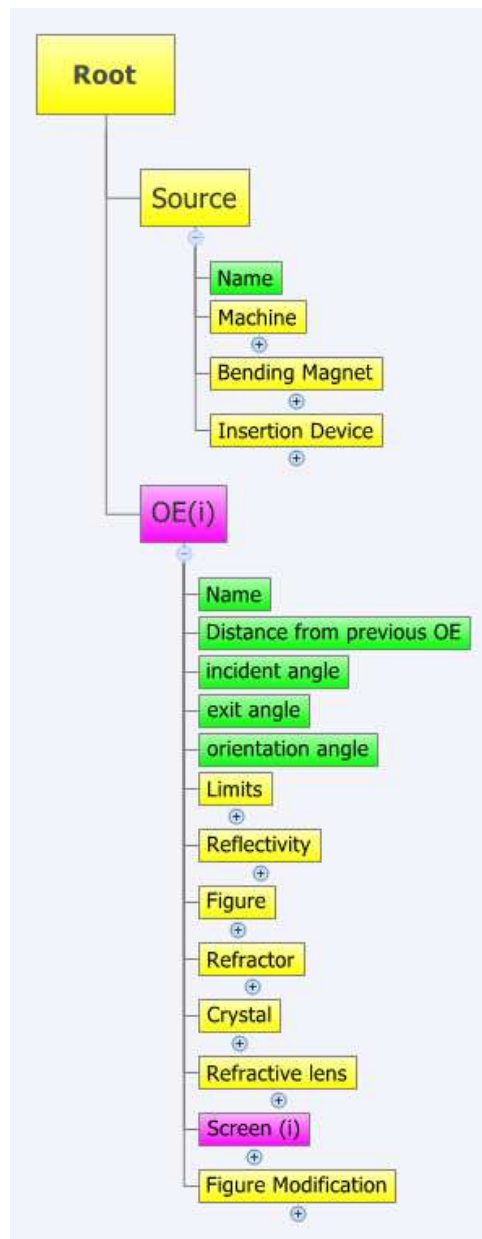 Root
Source
Name
Machine
Bending Magnet
Insertion Device
OE(i)
Name
Distance from previous OE
incident angle
exit angle
orientation angle
Limits
Reflectivity
Figure
Refractor
Crystal
Refractive lens
Screen (i)
Figure Modification